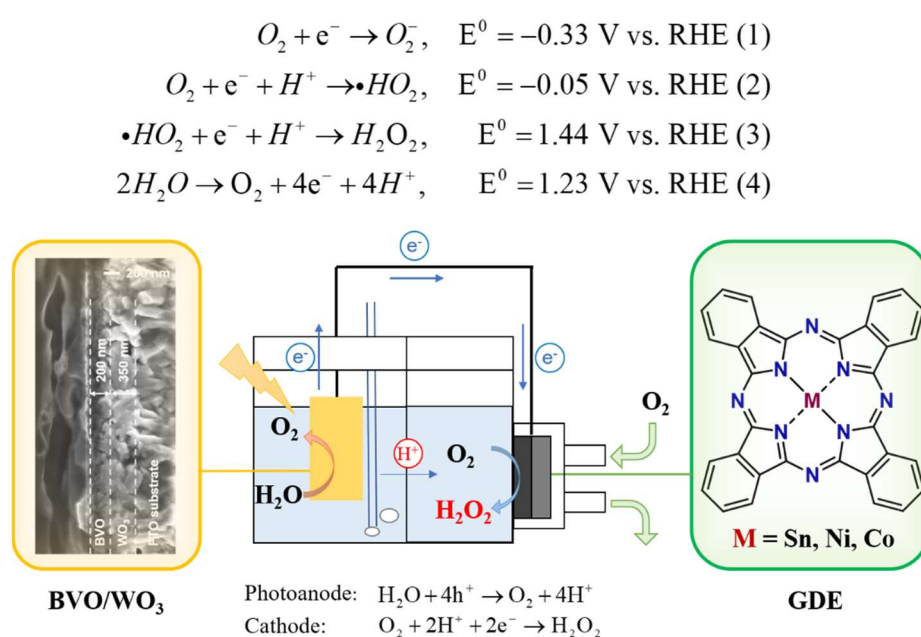 O₂ + e⁻ → O₂⁻, E⁰ = −0.33 V vs. RHE (1)
O₂ + e⁻ + H⁺ →•HO₂, E⁰ = −0.05 V vs. RHE (2)
•HO₂ + e⁻ + H⁺ → H₂O₂, E⁰ = 1.44 V vs. RHE (3)
2H₂O → O₂ + 4e⁻ + 4H⁺, E⁰ = 1.23 V vs. RHE (4)
200 nm
200 nm
350 nm
BVO
WO₃
FTO substrate
BVO/WO₃
e⁻
e⁻
e⁻
O₂
H₂O
H⁺
O₂
H₂O₂
O₂
N
N
N
N
N
M
N
N
N
M = Sn, Ni, Co
GDE
Photoanode: H₂O + 4h⁺ → O₂ + 4H⁺
Cathode: O₂ + 2H⁺ + 2e⁻ → H₂O₂